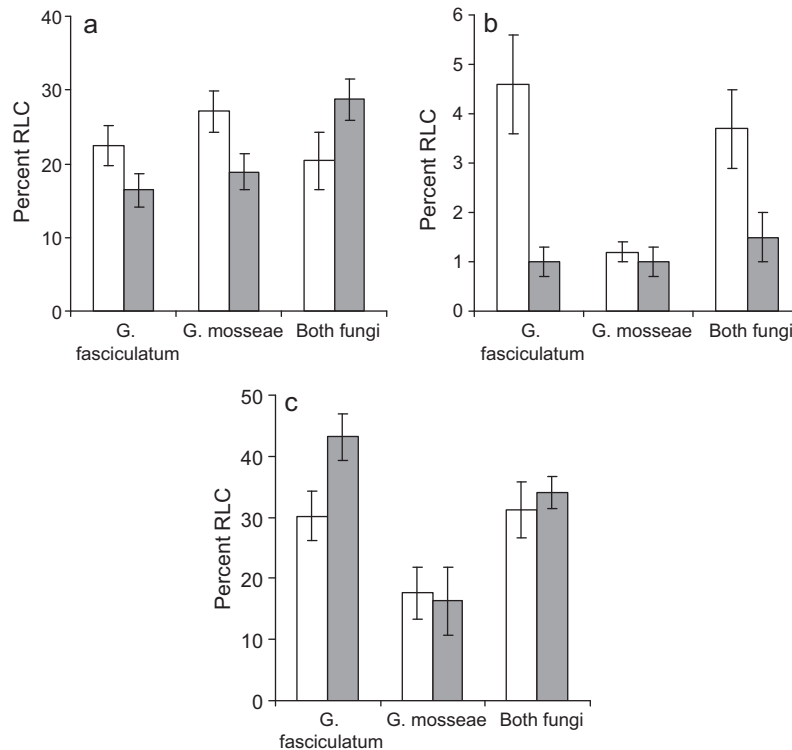 a
Percent RLC
40
30
20
10
0
G.
fasciculatum
G. mosseae
Both fungi
b
Percent RLC
6
5
4
3
2
1
0
G.
fasciculatum
G. mosseae
Both fungi
c
Percent RLC
50
40
30
20
10
0
G.
fasciculatum
G. mosseae
Both fungi